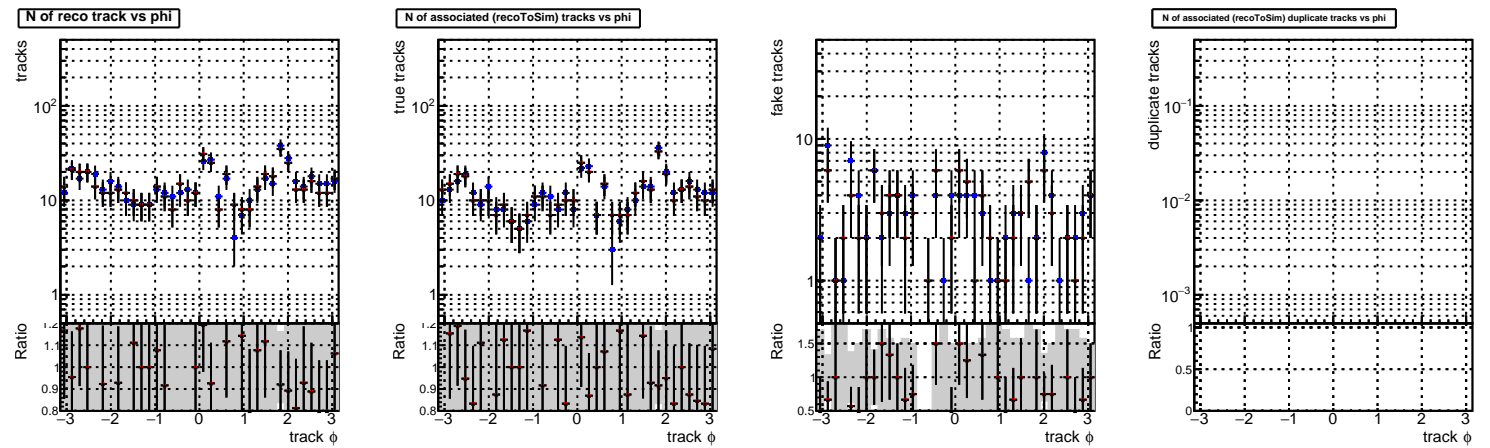 N of reco track vs phi
tracks
10²
10
1
Ratio
1.2
1.1
1
0.9
0.8
−3 −2 −1 0 1 2 3
track ϕ
N of associated (recoToSim) tracks vs phi
true tracks
10²
10
1
Ratio
1.2
1.1
1
0.9
0.8
−3 −2 −1 0 1 2 3
track ϕ
fake tracks
10
1
Ratio
1.5
1
0.5
−3 −2 −1 0 1 2 3
track ϕ
N of associated (recoToSim) duplicate tracks vs phi
duplicate tracks
10⁻¹
10⁻²
10⁻³
Ratio
1
0.5
0
−3 −2 −1 0 1 2 3
track ϕ